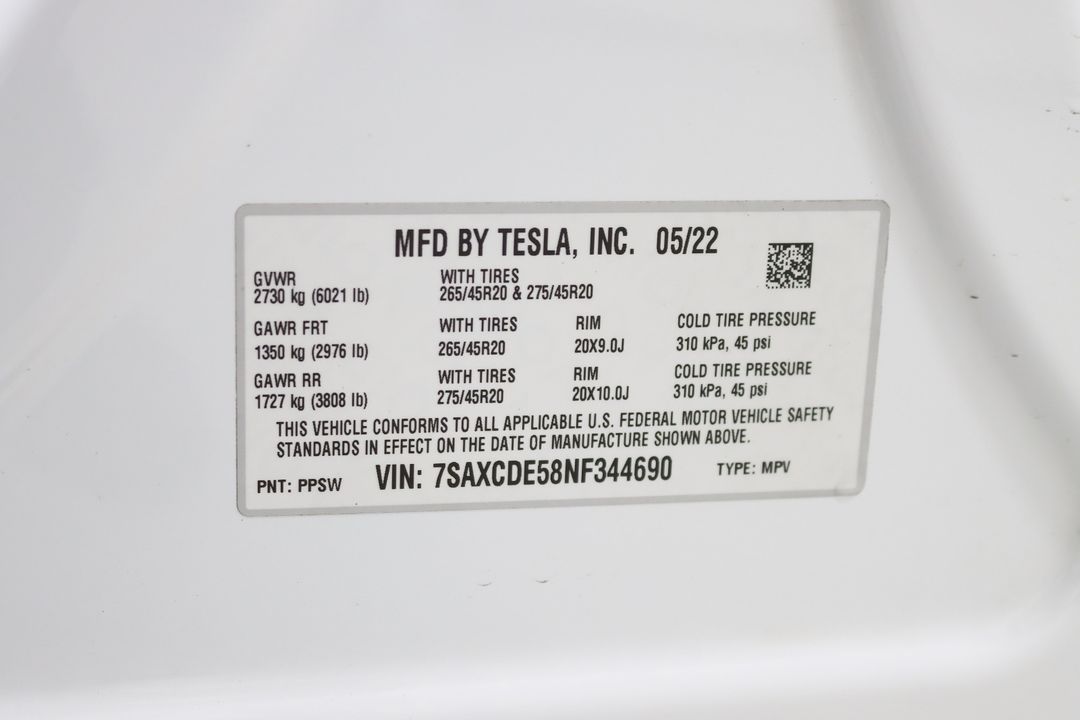 MFD BY TESLA, INC. 05/22
GVWR WITH TIRES
2730 kg (6021 lb) 265/45R20 & 275/45R20
GAWR FRT WITH TIRES RIM COLD TIRE PRESSURE
1350 kg (2976 lb) 265/45R20 20X9.0J 310 kPa, 45 psi
GAWR RR WITH TIRES RIM COLD TIRE PRESSURE
1727 kg (3808 lb) 275/45R20 20X10.0J 310 kPa, 45 psi
THIS VEHICLE CONFORMS TO ALL APPLICABLE U.S. FEDERAL MOTOR VEHICLE SAFETY
STANDARDS IN EFFECT ON THE DATE OF MANUFACTURE SHOWN ABOVE.
PNT: PPSW VIN: 7SAXCDE58NF344690 TYPE: MPV